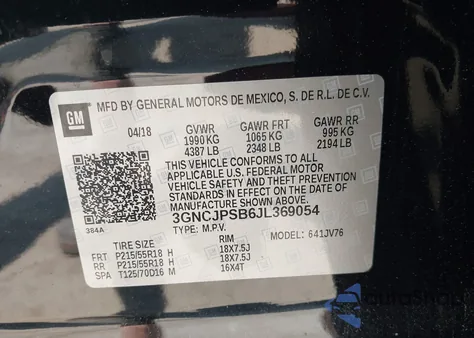 GM
MFD BY GENERAL MOTORS DE MEXICO, S. DE R.L. DE C.V.
04/18 GVWR GAWR FRT GAWR RR
1990 KG 1065 KG 995 KG
4387 LB 2348 LB 2194 LB
THIS VEHICLE CONFORMS TO ALL
APPLICABLE U.S. FEDERAL MOTOR
VEHICLE SAFETY, BUMPER, AND THEFT
PREVENTION STANDARDS IN EFFECT ON
THE DATE OF MANUFACTURE SHOWN ABOVE.
384A 3GNCJPSB6JL369054
TYPE: M.P.V.
TIRE SIZE RIM MODEL: 641JV76
FRT P215/55R18 H 18X7.5J
RR P215/55R18 H 18X7.5J
SPA T125/70D16 M 16X4T